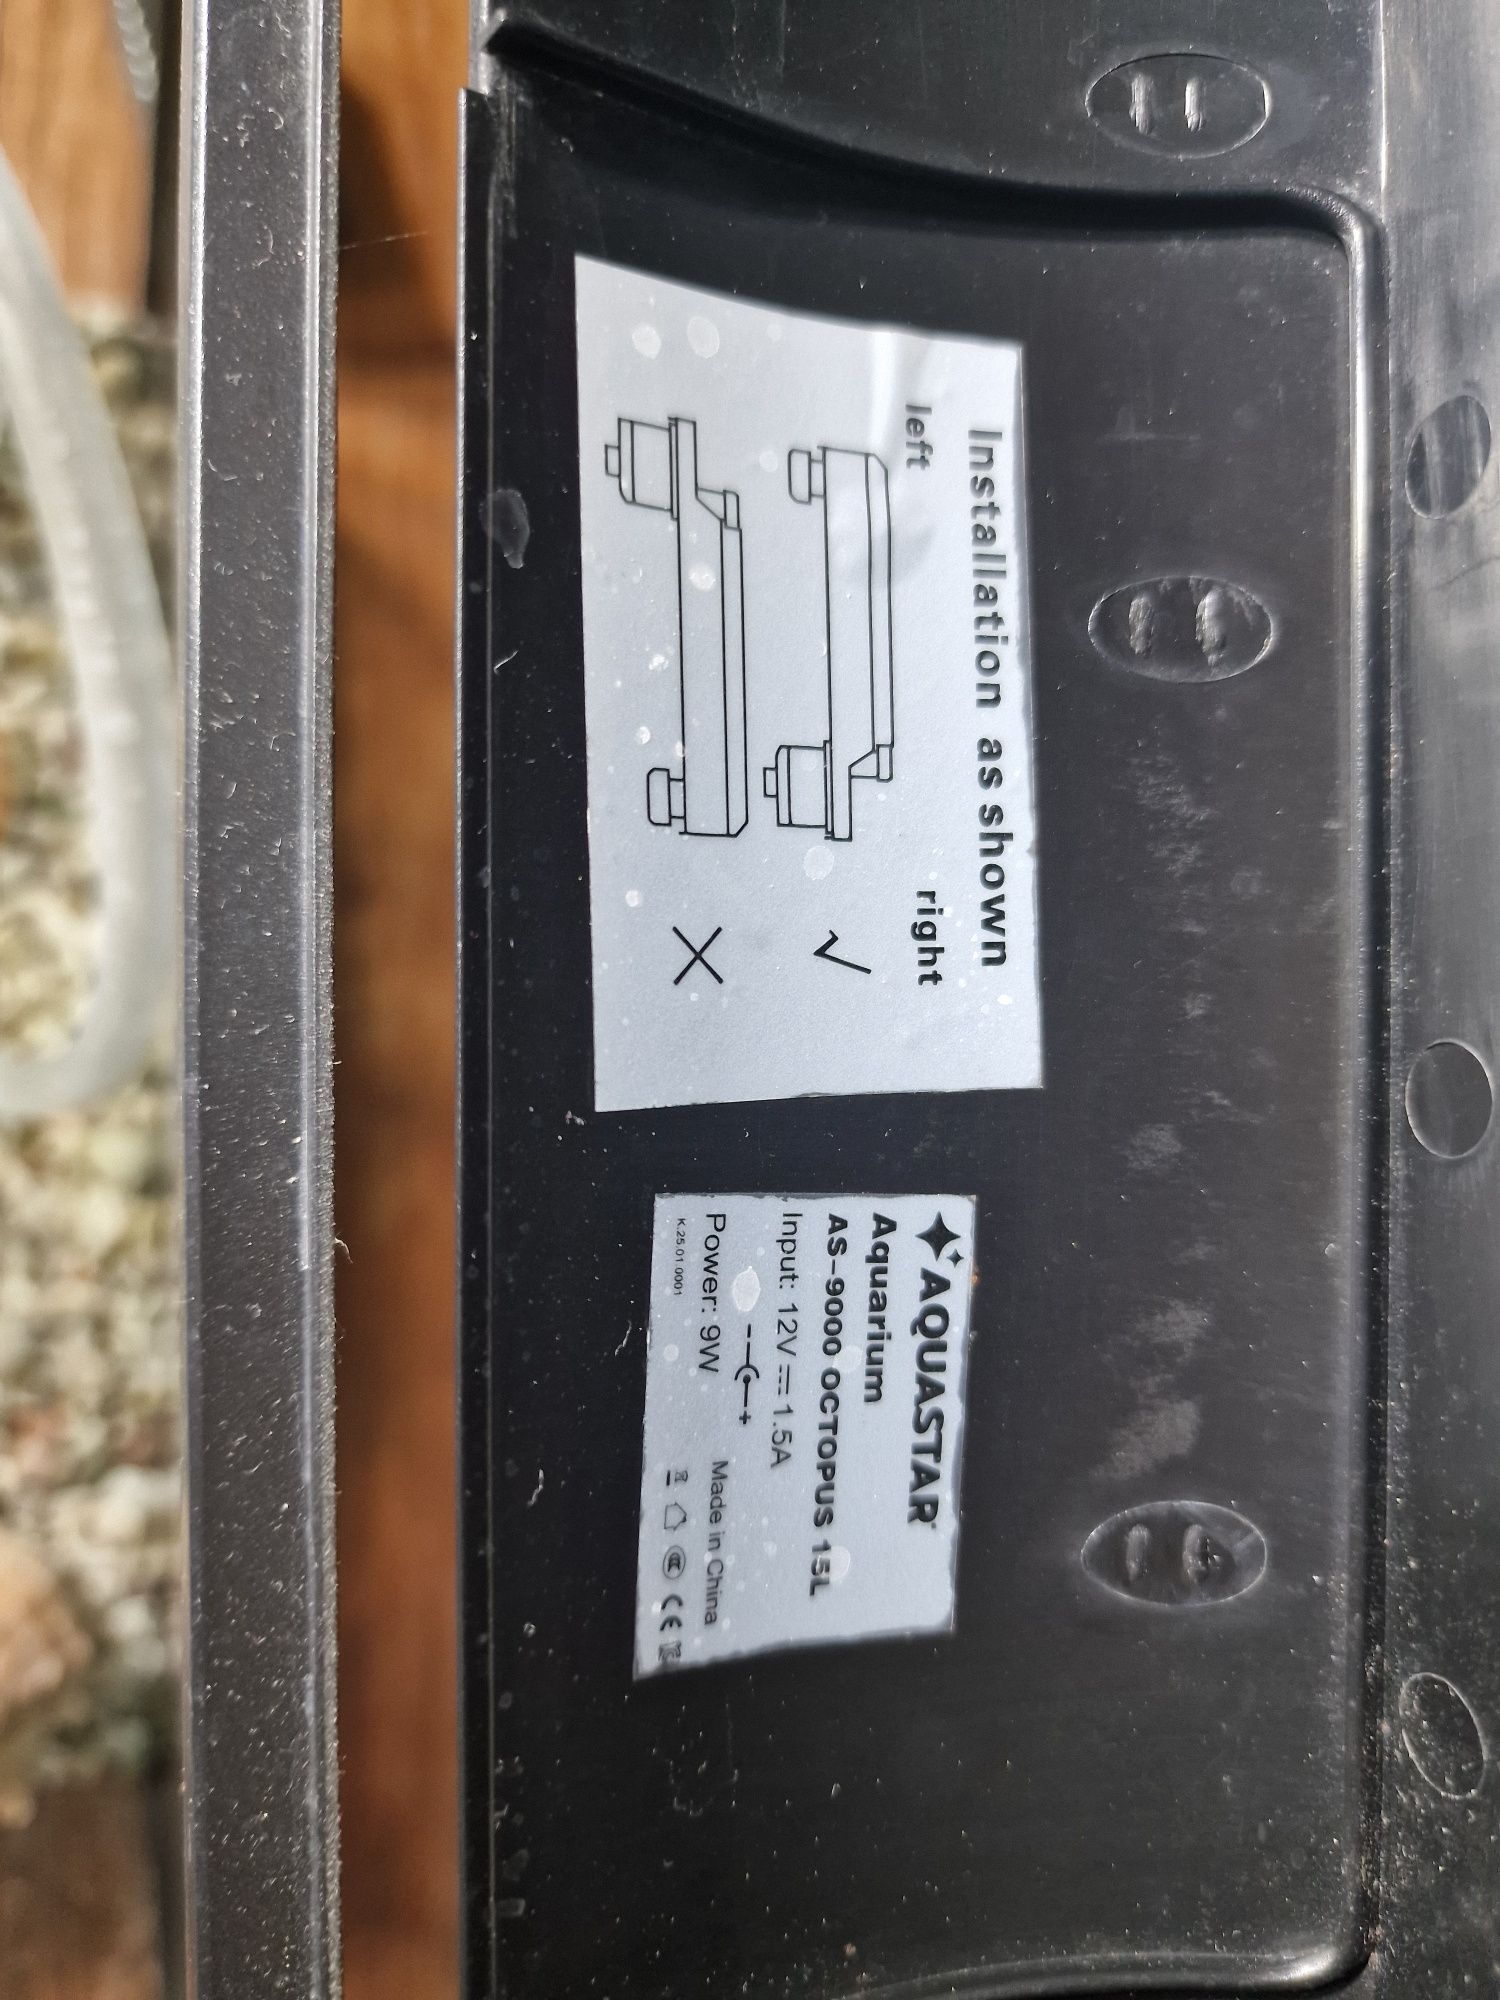 Installation as shown
left
right
AQUASTAR
Aquarium
AS-9000 OCTOPUS 15L
Input: 12V⎓1.5A
- +
Power: 9W
Made in China
K.25.01.0001
CE